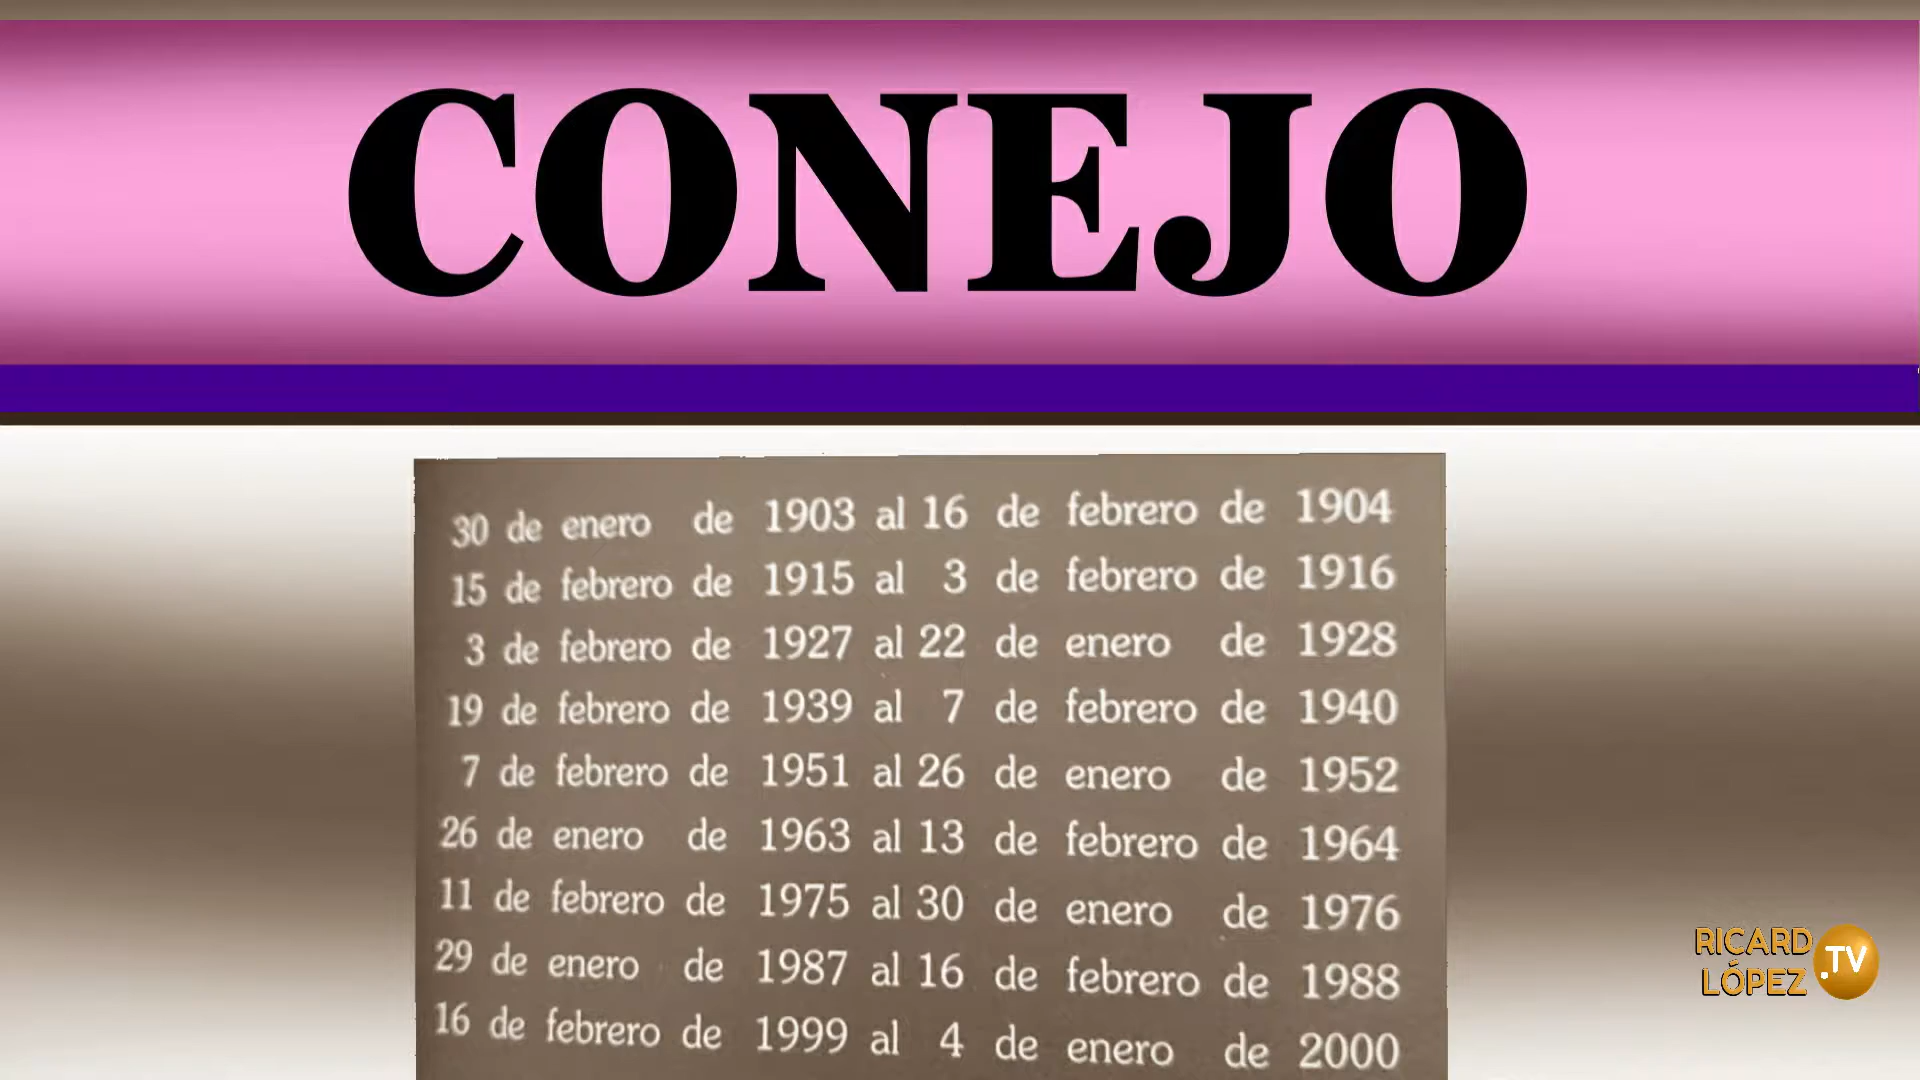 CONEJO
30 de enero de 1903 al 16 de febrero de 1904
15 de febrero de 1915 al 3 de febrero de 1916
3 de febrero de 1927 al 22 de enero de 1928
19 de febrero de 1939 al 7 de febrero de 1940
7 de febrero de 1951 al 26 de enero de 1952
26 de enero de 1963 al 13 de febrero de 1964
11 de febrero de 1975 al 30 de enero de 1976
29 de enero de 1987 al 16 de febrero de 1988
16 de febrero de 1999 al 4 de enero de 2000
RICARD
LÓPEZ
.TV